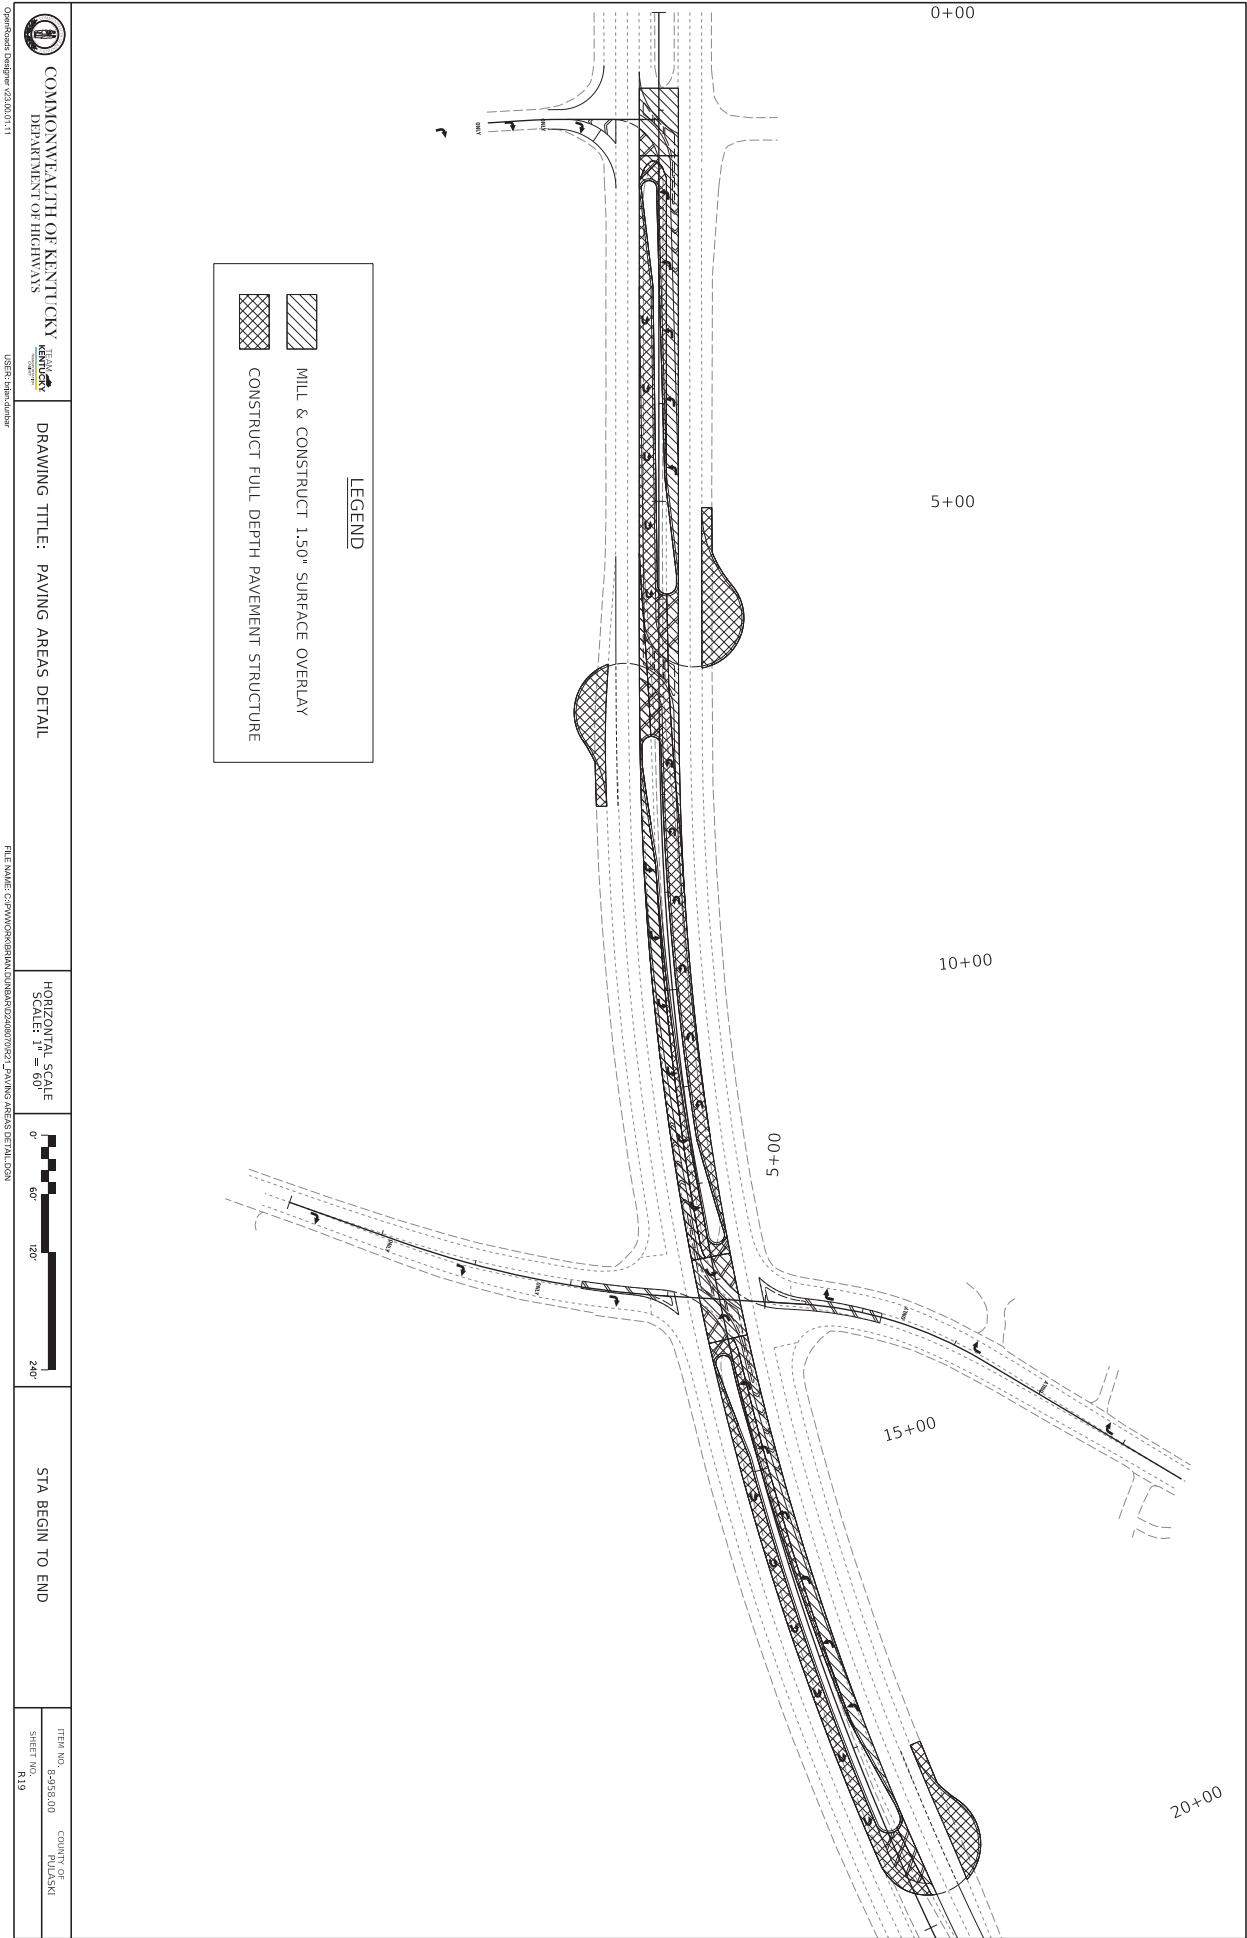 0+00
5+00
10+00
5+00
15+00
20+00
ONLY
ONLY
ONLY
ONLY
ONLY
ONLY
LEGEND
MILL & CONSTRUCT 1.50" SURFACE OVERLAY
CONSTRUCT FULL DEPTH PAVEMENT STRUCTURE
COMMONWEALTH OF KENTUCKY
DEPARTMENT OF HIGHWAYS
TEAM
KENTUCKY
DRAWING TITLE: PAVING AREAS DETAIL
HORIZONTAL SCALE
SCALE: 1" = 60'
0' 60' 120' 240'
STA BEGIN TO END
ITEM NO. COUNTY OF
8-958.00 PULASKI
SHEET NO.
R19
OpenRoads Designer v23.00.01.11
USER: brian.dunbar
FILE NAME: C:\PWWORK\BRIAN.DUNBAR\D2408070\R21_PAVING AREAS DETAIL.DGN